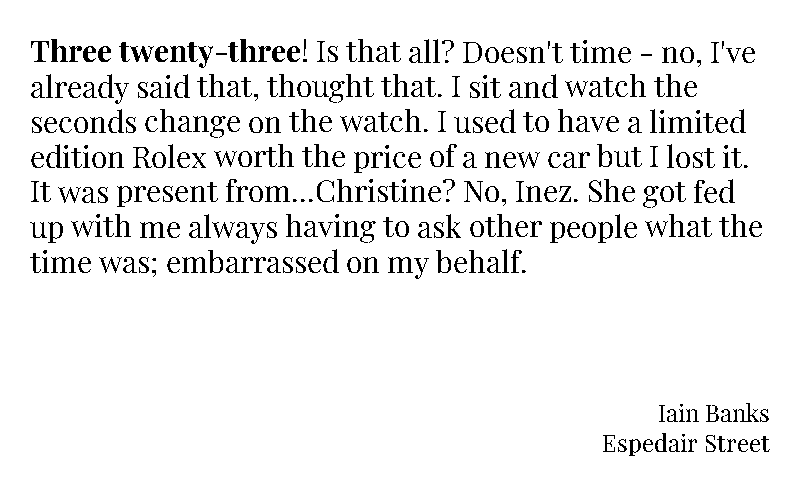 Three twenty-three! Is that all? Doesn't time - no, I've
already said that, thought that. I sit and watch the
seconds change on the watch. I used to have a limited
edition Rolex worth the price of a new car but I lost it.
It was present from...Christine? No, Inez. She got fed
up with me always having to ask other people what the
time was; embarrassed on my behalf.
Iain Banks
Espedair Street